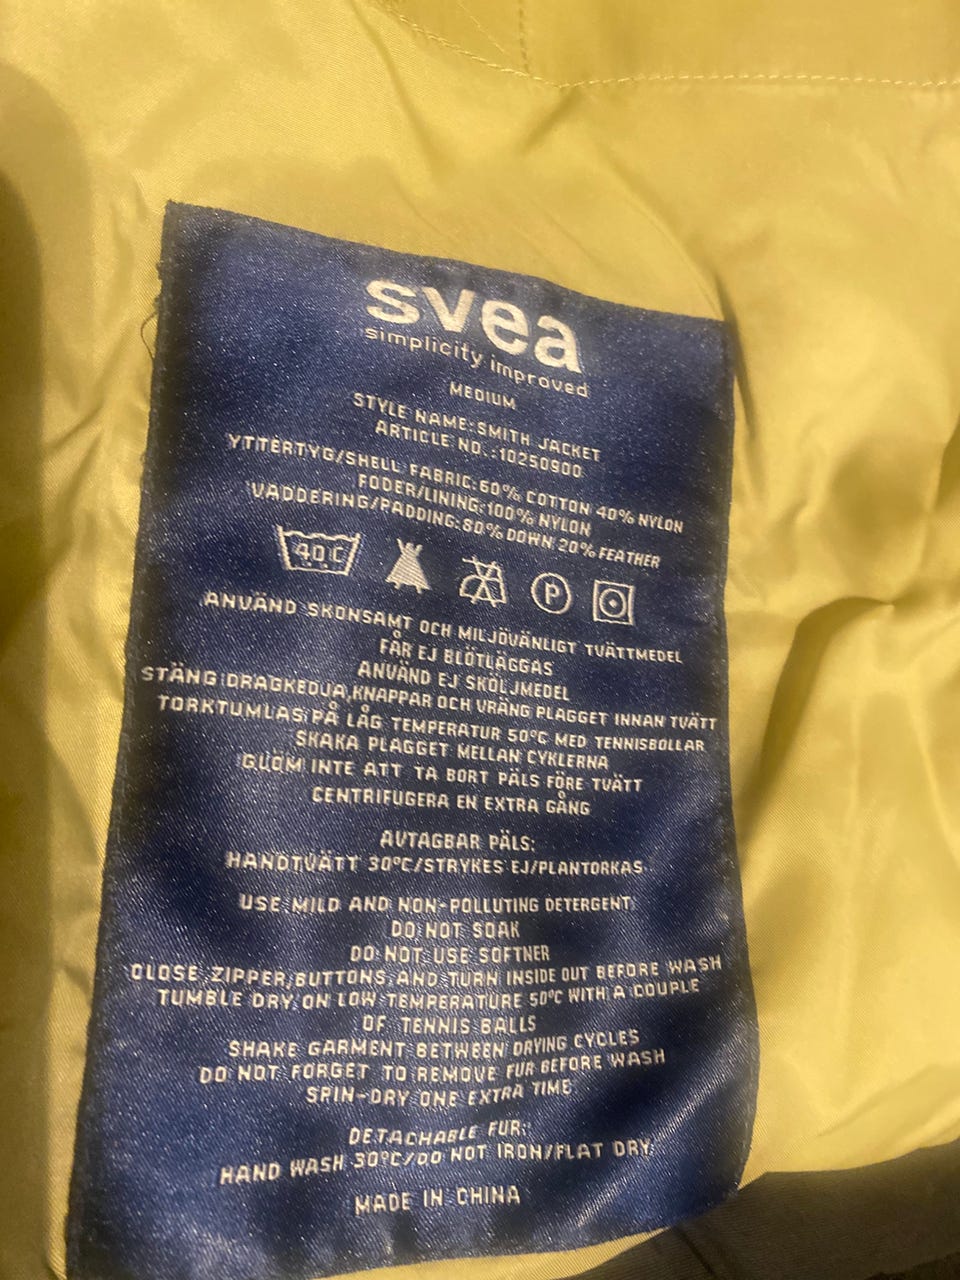 svea
simplicity improved
MEDIUM
STYLE NAME:SMITH JACKET
ARTICLE NO.:10250900
YTTERTYG/SHELL FABRIC:60% COTTON 40% NYLON
FODER/LINING:100% NYLON
VADDERING/PADDING:80% DOWN 20% FEATHER
40 C P
ANVÄND SKONSAMT OCH MILJÖVÄNLIGT TVÄTTMEDEL
FÅR EJ BLÖTLÄGGAS
ANVÄND EJ SKÖLJMEDEL
STÄNG DRAGKEDJA,KNAPPAR OCH VRÄNG PLAGGET INNAN TVÄTT
TORKTUMLAS PÅ LÅG TEMPERATUR 50°C MED TENNISBOLLAR
SKAKA PLAGGET MELLAN CYKLERNA
GLÖM INTE ATT TA BORT PÄLS FÖRE TVÄTT
CENTRIFUGERA EN EXTRA GÅNG
AVTAGBAR PÄLS:
HANDTVÄTT 30°C/STRYKES EJ/PLANTORKAS.
USE MILD AND NON-POLLUTING DETERGENT
DO NOT SOAK
DO NOT USE SOFTNER
CLOSE ZIPPER,BUTTONS AND TURN INSIDE OUT BEFORE WASH
TUMBLE DRY ON LOW TEMPERATURE 50°C WITH A COUPLE
OF TENNIS BALLS
SHAKE GARMENT BETWEEN DRYING CYCLES
DO NOT FORGET TO REMOVE FUR BEFORE WASH
SPIN-DRY ONE EXTRA TIME
DETACHABLE FUR:
HAND WASH 30°C/DO NOT IRON/FLAT DRY.
MADE IN CHINA